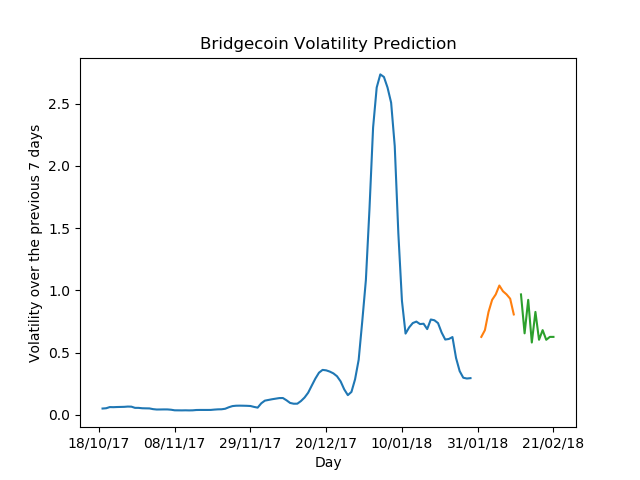 Bridgecoin Volatility Prediction
Volatility over the previous 7 days
2.5
2.0
1.5
1.0
0.5
0.0
18/10/17 08/11/17 29/11/17 20/12/17 10/01/18 31/01/18 21/02/18
Day